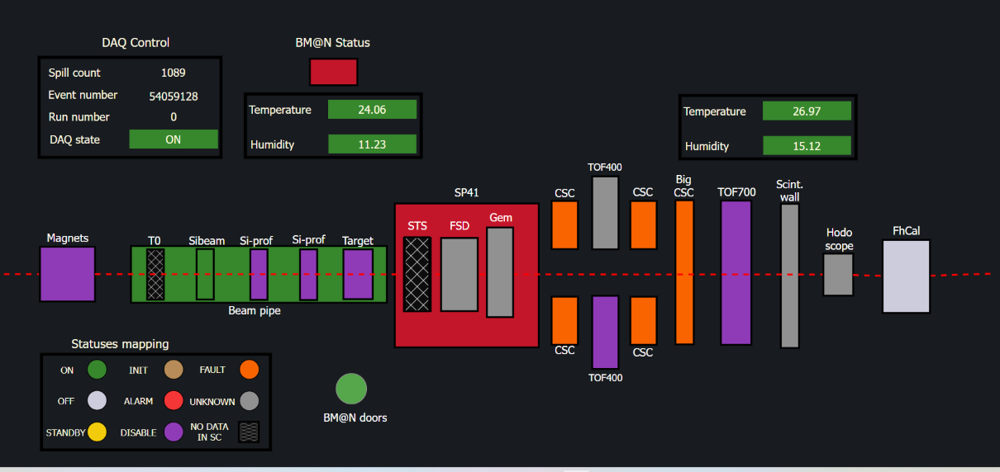 DAQ Control
Spill count 1089
Event number 54059128
Run number 0
DAQ state ON
BM@N Status
Temperature 24.06
Humidity 11.23
Temperature 26.97
Humidity 15.12
Magnets
T0
Sibeam
Si-prof
Si-prof
Target
Beam pipe
SP41
STS
FSD
Gem
CSC
TOF400
CSC
Big
CSC
TOF700
Scint.
wall
Hodo
scope
FhCal
CSC
TOF400
CSC
Statuses mapping
ON INIT FAULT
OFF ALARM UNKNOWN
STANDBY DISABLE NO DATA
IN SC
BM@N doors